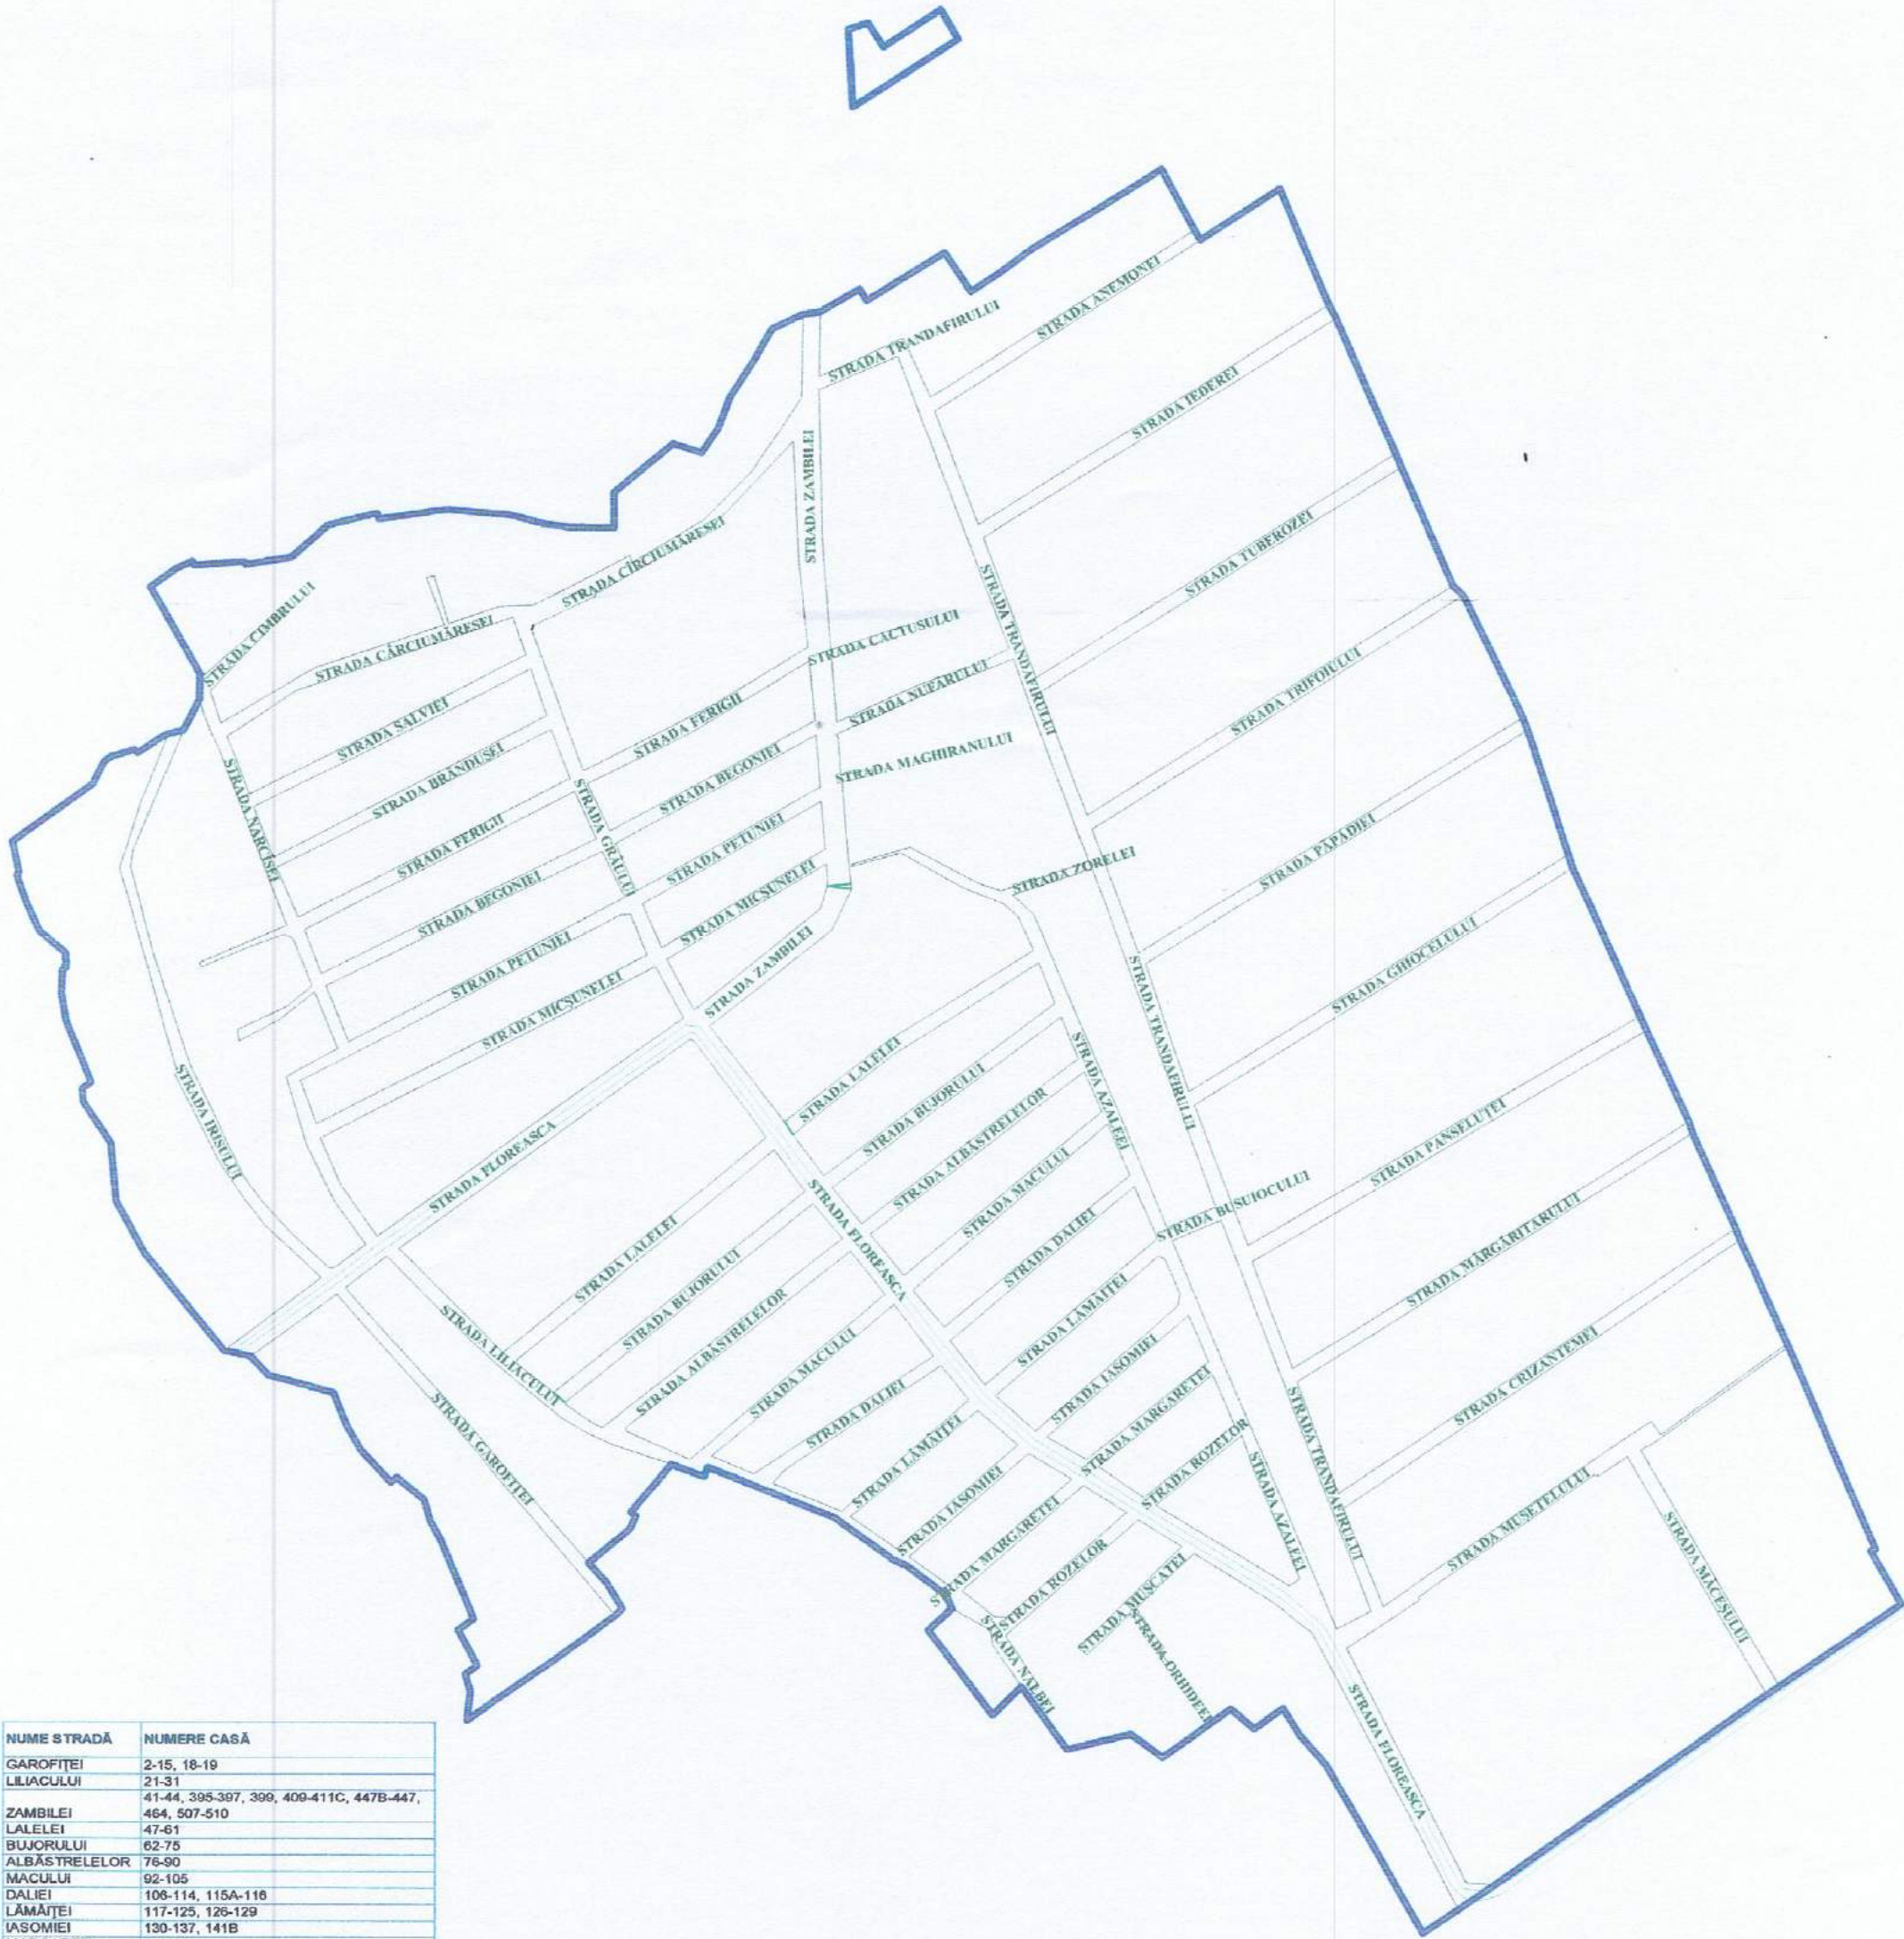 STRADA ANEMONEI
STRADA TRANDAFIRULUI
STRADA IEDEREI
STRADA ZAMBILEI
STRADA TUBEROZEI
STRADA CÎRCIUMĂRESEI
STRADA CIMBRULUI
STRADA CÂRCIUMĂRESEI
STRADA TRANDAFIRULUI
STRADA CACTUSULUI
STRADA NUFĂRULUI
STRADA TRIFOIULUI
STRADA SALVIEI
STRADA FERIGII
STRADA BRÂNDUSEI
STRADA BEGONIEI
STRADA MAGHIRANULUI
STRADA NARCISEI
STRADA GRÂULUI
STRADA FERIGII
STRADA PETUNIEI
STRADA PĂPĂDIEI
STRADA ZORELEI
STRADA BEGONIEI
STRADA MICSUNELEI
STRADA PETUNIEI
STRADA ZAMBILEI
STRADA GHIOCELULUI
STRADA MICSUNELEI
STRADA TRANDAFIRULUI
STRADA LALELEI
STRADA BUJORULUI
STRADA AZALEEI
STRADA IRISULUI
STRADA FLOREASCA
STRADA ALBĂSTRELELOR
STRADA PANSELUTEI
STRADA MACULUI
STRADA BUSUIOCULUI
STRADA FLOREASCA
STRADA DALIEI
STRADA MĂRGĂRITARULUI
STRADA LALELEI
STRADA BUJORULUI
STRADA LĂMÂIȚEI
STRADA ALBĂSTRELELOR
STRADA LILIACULUI
STRADA MACULUI
STRADA IASOMIEI
STRADA CRIZANTEMEI
STRADA DALIEI
STRADA MARGARETEI
STRADA GAROFIȚEI
STRADA LĂMÂIȚEI
STRADA ROZELOR
STRADA TRANDAFIRULUI
STRADA IASOMIEI
STRADA AZALEEI
STRADA MUSETELULUI
STRADA MARGARETEI
STRADA ROZELOR
STRADA MACESULUI
STRADA MUSCATEI
STRADA NALBEI
STRADA ORHIDEEI
STRADA FLOREASCA
NUME STRADĂ NUMERE CASĂ
GAROFIȚEI 2-15, 18-19
LILIACULUI 21-31
41-44, 395-397, 399, 409-411C, 447B-447,
ZAMBILEI 464, 507-510
LALELEI 47-61
BUJORULUI 62-75
ALBĂSTRELELOR 76-90
MACULUI 92-105
DALIEI 106-114, 115A-116
LĂMÂIȚEI 117-125, 126-129
IASOMIEI 130-137, 141B